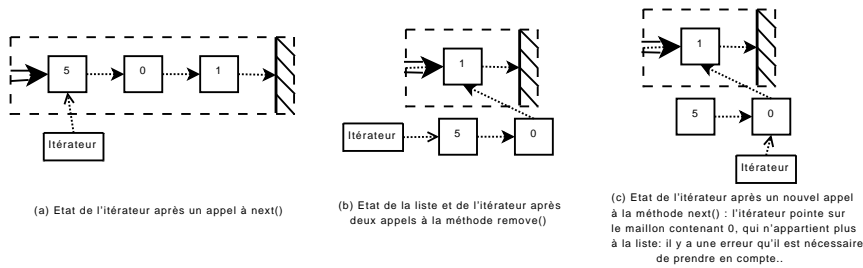 5
0
1
Itérateur
(a) Etat de l'itérateur après un appel à next()
1
Itérateur
5
0
(b) Etat de la liste et de l'itérateur après
deux appels à la méthode remove()
1
5
0
Itérateur
(c) Etat de l'itérateur après un nouvel appel
à la méthode next() : l'itérateur pointe sur
le maillon contenant 0, qui n'appartient plus
à la liste: il y a une erreur qu'il est nécessaire
de prendre en compte..